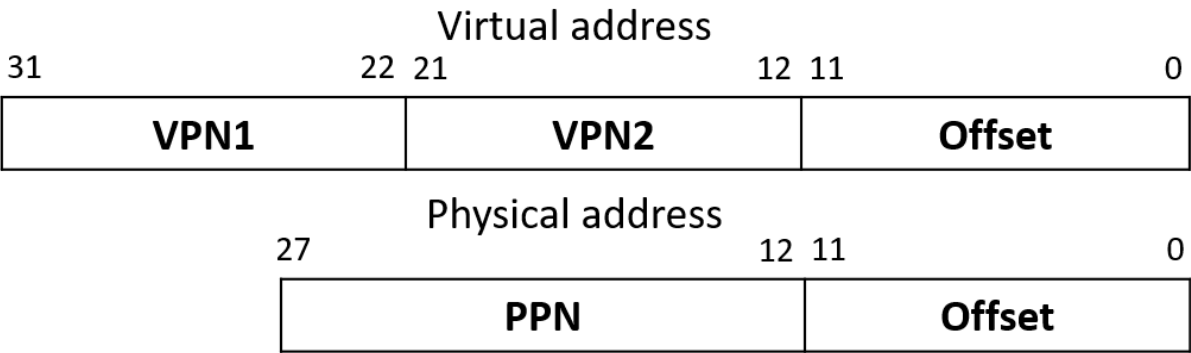 Virtual address
31 22 21 12 11 0
VPN1 VPN2 Offset
Physical address
27 12 11 0
PPN Offset